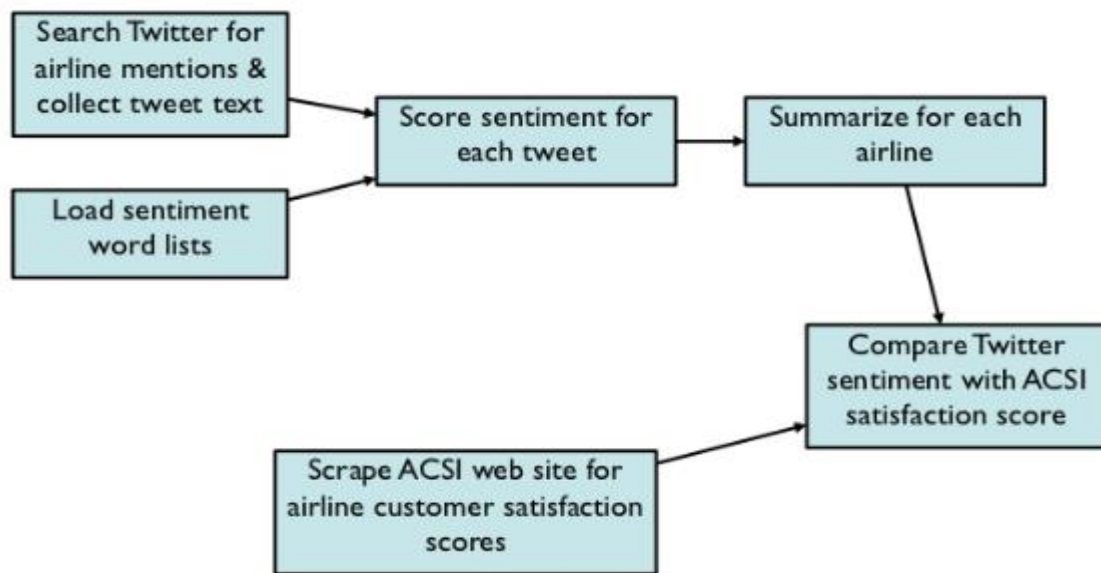 Search Twitter for
airline mentions &
collect tweet text
Load sentiment
word lists
Score sentiment for
each tweet
Summarize for each
airline
Compare Twitter
sentiment with ACSI
satisfaction score
Scrape ACSI web site for
airline customer satisfaction
scores